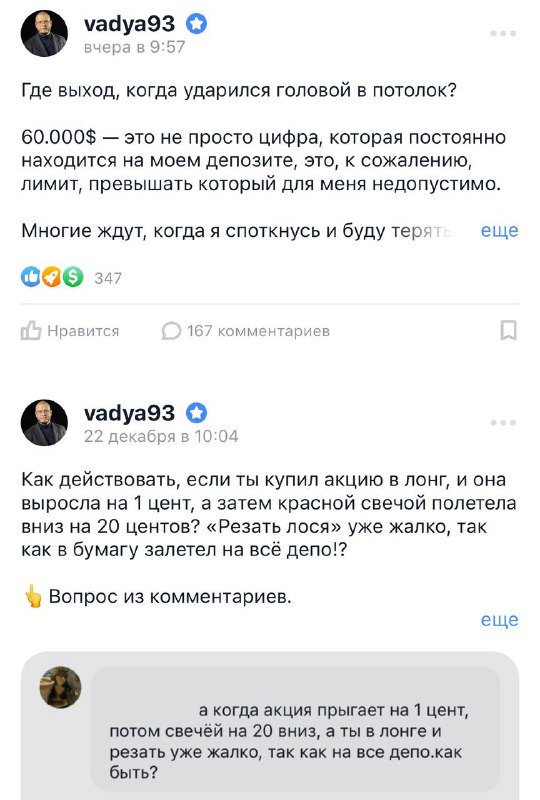 vadya93
вчера в 9:57
Где выход, когда ударился головой в потолок?
60.000$ — это не просто цифра, которая постоянно
находится на моем депозите, это, к сожалению,
лимит, превышать который для меня недопустимо.
Многие ждут, когда я споткнусь и буду терять еще
347
Нравится 167 комментариев
vadya93
22 декабря в 10:04
Как действовать, если ты купил акцию в лонг, и она
выросла на 1 цент, а затем красной свечой полетела
вниз на 20 центов? «Резать лося» уже жалко, так
как в бумагу залетел на всё депо!?
👆 Вопрос из комментариев.
еще
а когда акция прыгает на 1 цент,
потом свечёй на 20 вниз, а ты в лонге и
резать уже жалко, так как на все депо.как
быть?